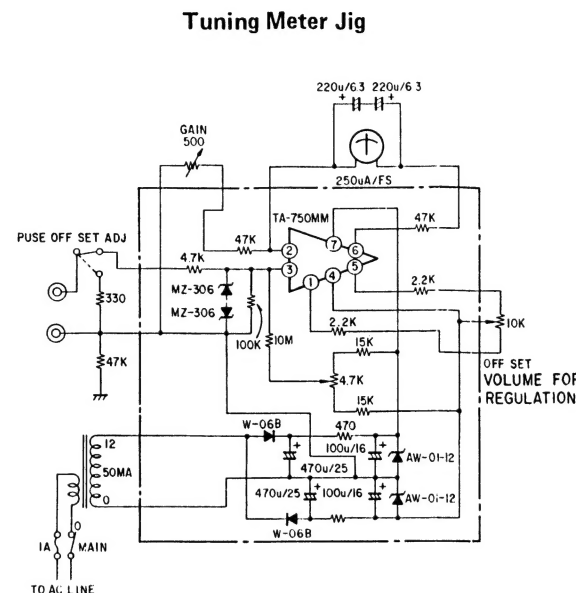 Tuning Meter Jig
220u/6.3 220u/6 3
+ +
GAIN
500
250uA/FS
TA-750MM
PUSE OFF SET ADJ
47K
47K
7
6
2
5
3
1
4
4.7K
2.2K
MZ-306
MZ-306
330
100K
10M
2.2K
10K
15K
47K
4.7K
OFF SET
VOLUME FOR
REGULATION
15K
W-06B
470
12
100u/16
+
+
AW-01-12
50MA
470u/25
470u/25
100u/16
+
+
AW-01-12
0
W-06B
0
1A
MAIN
TO AC LINE